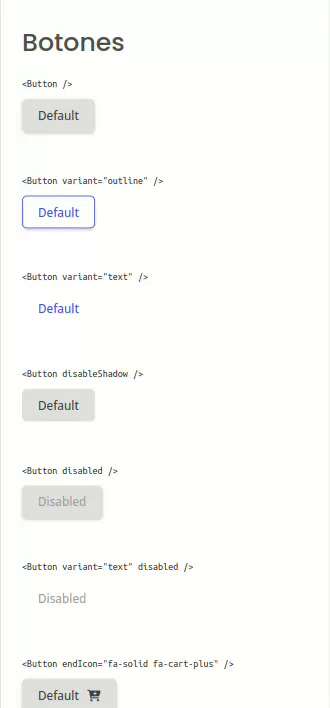 Botones
<Button />
Default
<Button variant="outline" />
Default
<Button variant="text" />
Default
<Button disableShadow />
Default
<Button disabled />
Disabled
<Button variant="text" disabled />
Disabled
<Button endIcon="fa-solid fa-cart-plus" />
Default